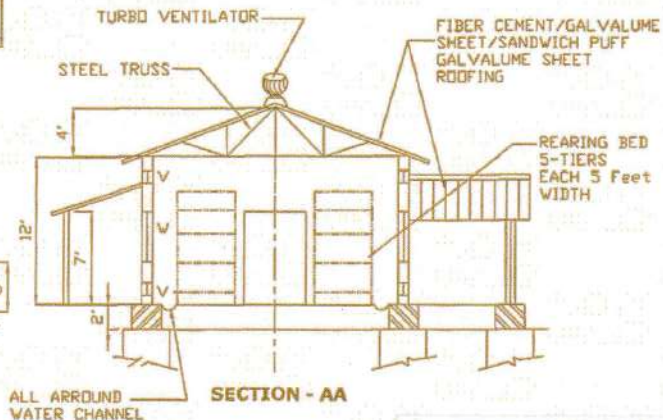 TURBO VENTILATOR
FIBER CEMENT/GALVALUME
SHEET/SANDWICH PUFF
GALVALUME SHEET
ROOFING
STEEL TRUSS
4'
REARING BED
5-TIERS
EACH 5 Feet
WIDTH
V
12'
W
7'
V
2'
ALL ARROUND
WATER CHANNEL
SECTION - AA